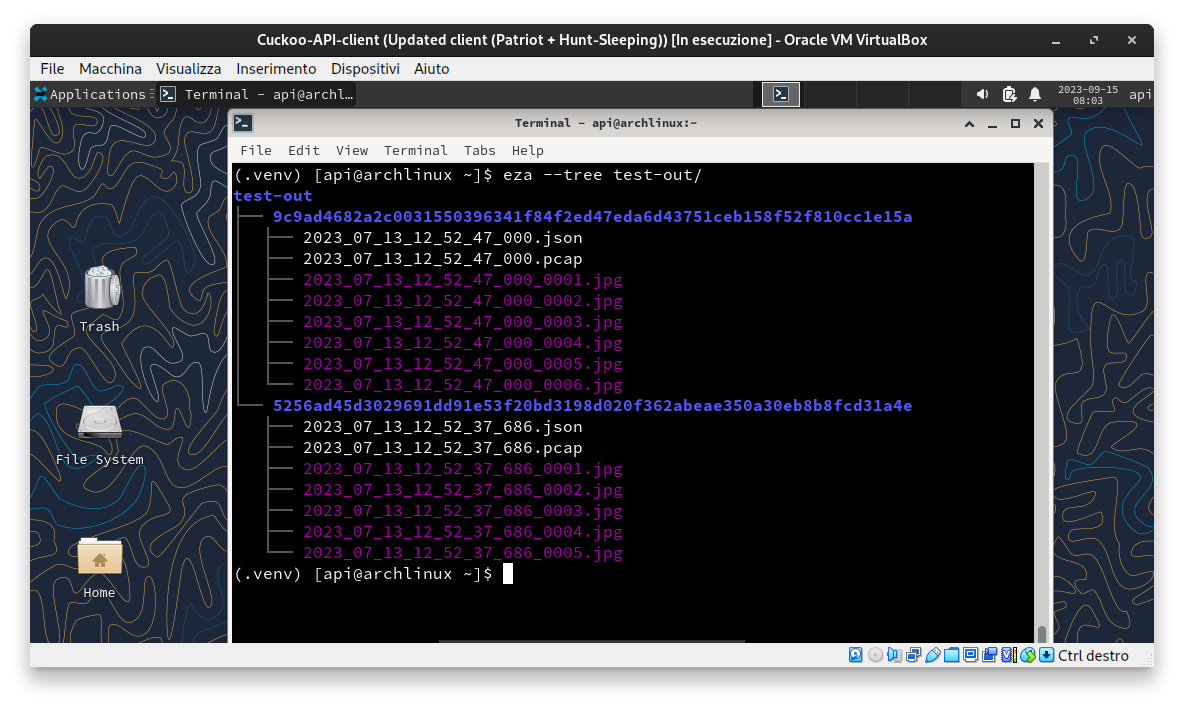 Cuckoo-API-client (Updated client (Patriot + Hunt-Sleeping)) [In esecuzione] - Oracle VM VirtualBox
File Macchina Visualizza Inserimento Dispositivi Aiuto
Applications Terminal - api@archl… 2023-09-15 api
08:03
Terminal - api@archlinux:~
File Edit View Terminal Tabs Help
(.venv) [api@archlinux ~]$ eza --tree test-out/
test-out
├── 9c9ad4682a2c0031550396341f84f2ed47eda6d43751ceb158f52f810cc1e15a
│   ├── 2023_07_13_12_52_47_000.json
│   ├── 2023_07_13_12_52_47_000.pcap
│   ├── 2023_07_13_12_52_47_000_0001.jpg
│   ├── 2023_07_13_12_52_47_000_0002.jpg
│   ├── 2023_07_13_12_52_47_000_0003.jpg
│   ├── 2023_07_13_12_52_47_000_0004.jpg
│   ├── 2023_07_13_12_52_47_000_0005.jpg
│   └── 2023_07_13_12_52_47_000_0006.jpg
└── 5256ad45d3029691dd91e53f20bd3198d020f362abeae350a30eb8b8fcd31a4e
    ├── 2023_07_13_12_52_37_686.json
    ├── 2023_07_13_12_52_37_686.pcap
    ├── 2023_07_13_12_52_37_686_0001.jpg
    ├── 2023_07_13_12_52_37_686_0002.jpg
    ├── 2023_07_13_12_52_37_686_0003.jpg
    ├── 2023_07_13_12_52_37_686_0004.jpg
    └── 2023_07_13_12_52_37_686_0005.jpg
(.venv) [api@archlinux ~]$
Trash
File System
Home
Ctrl destro